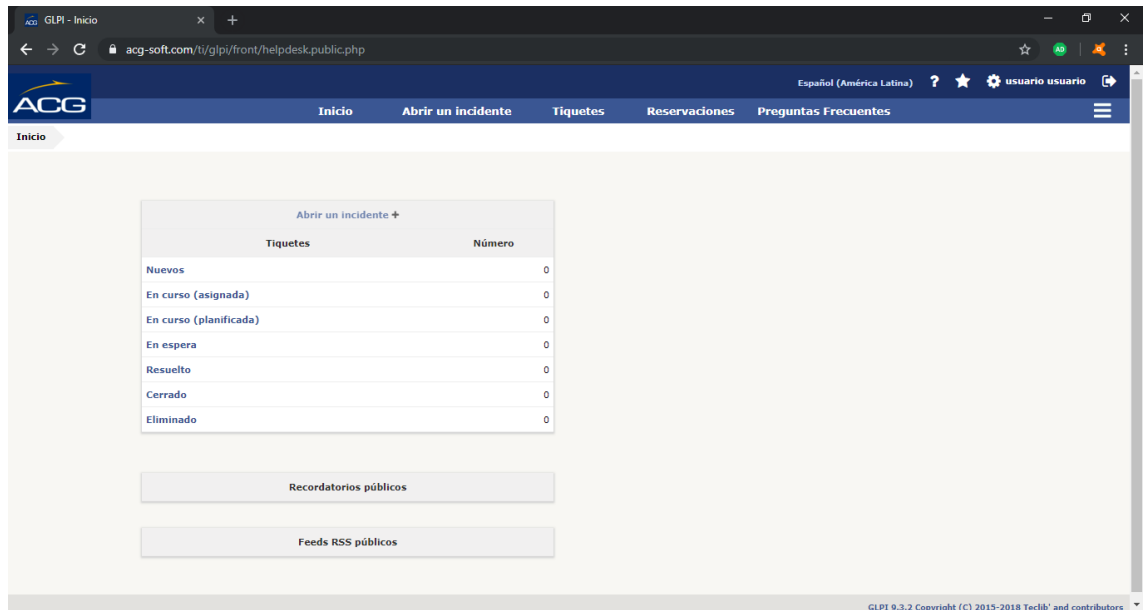 GLPI - Inicio
acg-soft.com/ti/glpi/front/helpdesk.public.php
AD
ACG
Español (América Latina) ? usuario usuario
Inicio Abrir un incidente Tiquetes Reservaciones Preguntas Frecuentes
Inicio
Abrir un incidente +
Tiquetes Número
Nuevos 0
En curso (asignada) 0
En curso (planificada) 0
En espera 0
Resuelto 0
Cerrado 0
Eliminado 0
Recordatorios públicos
Feeds RSS públicos
GLPI 9.3.2 Copyright (C) 2015-2018 Teclib' and contributors